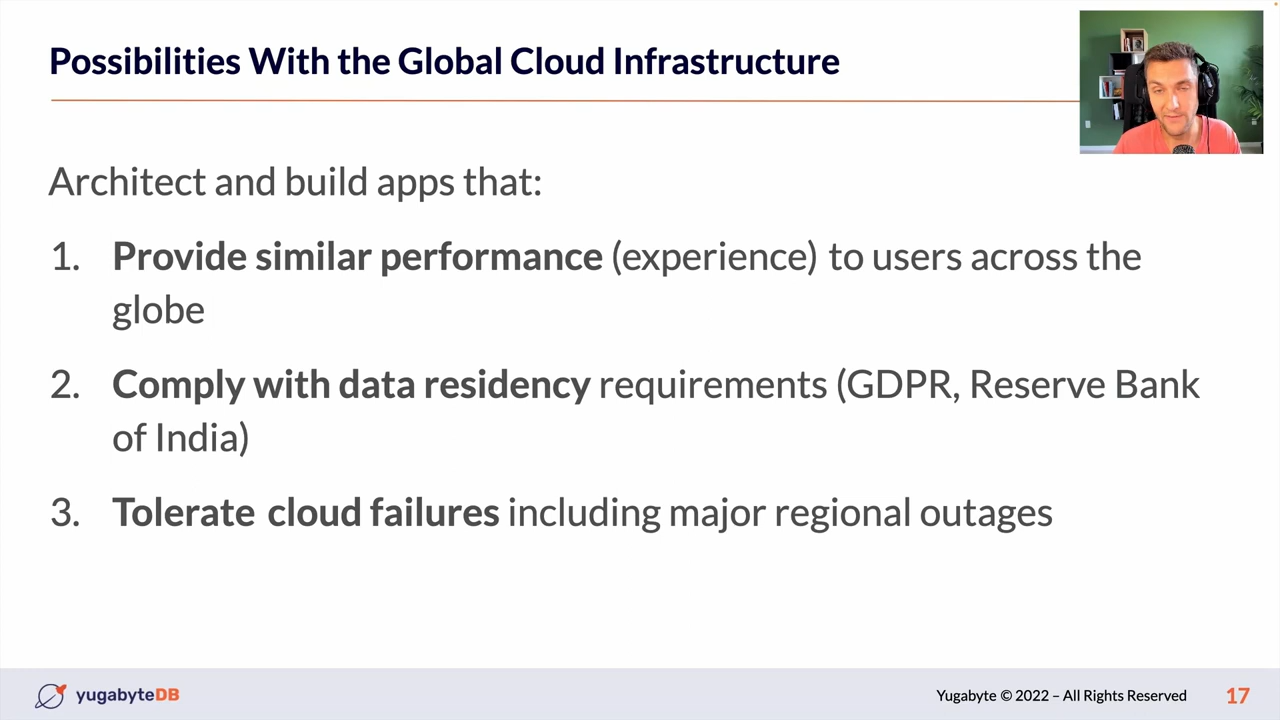 Possibilities With the Global Cloud Infrastructure
Architect and build apps that:
1. Provide similar performance (experience) to users across the
globe
2. Comply with data residency requirements (GDPR, Reserve Bank
of India)
3. Tolerate cloud failures including major regional outages
yugabyteDB
Yugabyte © 2022 – All Rights Reserved
17